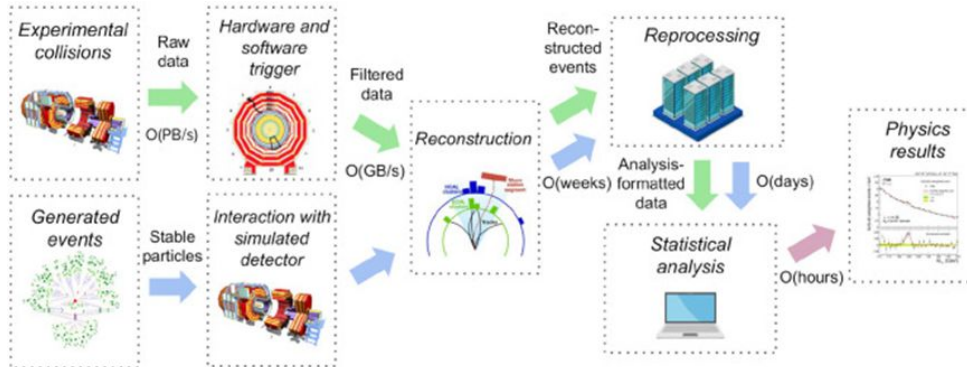 Experimental
collisions
Raw
data
O(PB/s)
Hardware and
software
trigger
Filtered
data
O(GB/s)
Generated
events
Stable
particles
Interaction with
simulated
detector
Reconstruction
Recon-
structed
events
O(weeks)
Reprocessing
Analysis-
formatted
data
O(days)
Statistical
analysis
O(hours)
Physics
results